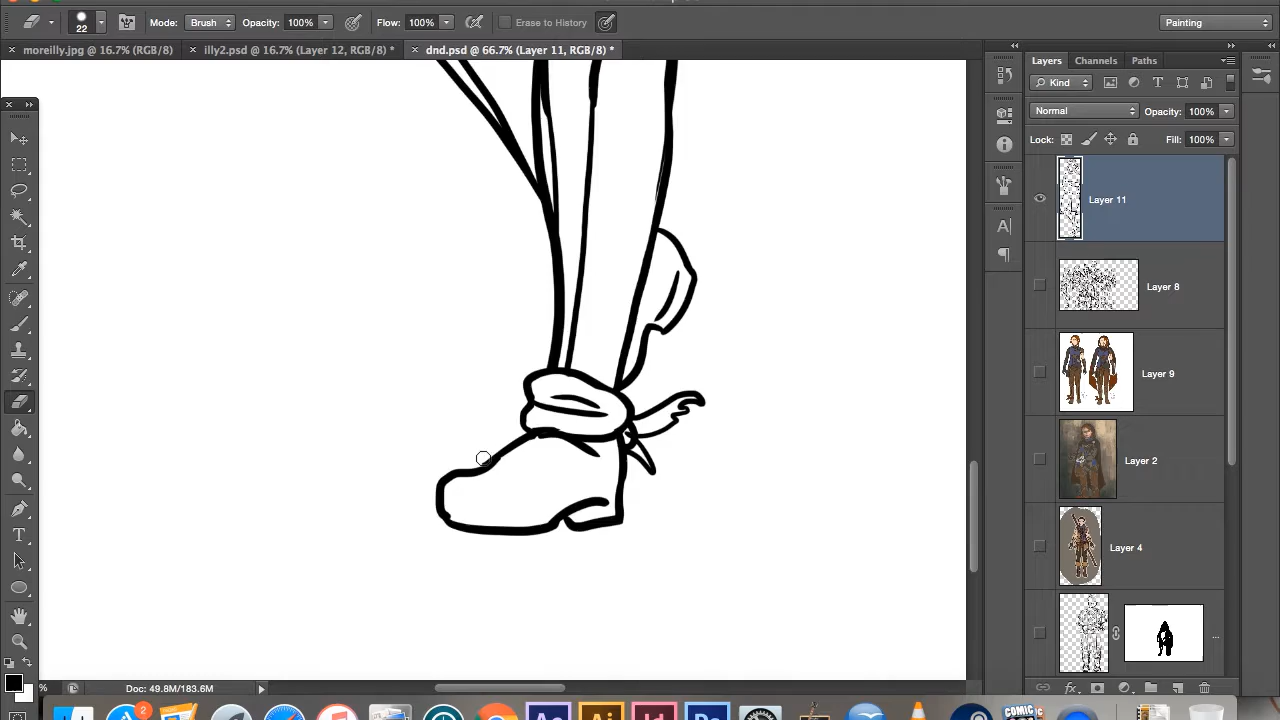 22 Mode: Brush Opacity: 100% Flow: 100% Erase to History Painting
moreilly.jpg @ 16.7% (RGB/8) illy2.psd @ 16.7% (Layer 12, RGB/8) * dnd.psd @ 66.7% (Layer 11, RGB/8) *
Layers Channels Paths
Kind
Normal Opacity: 100%
Lock: Fill: 100%
Layer 11
Layer 8
Layer 9
Layer 2
Layer 4
...
% Doc: 49.8M/183.6M
2
Ae Ai Id Ps
COMIC